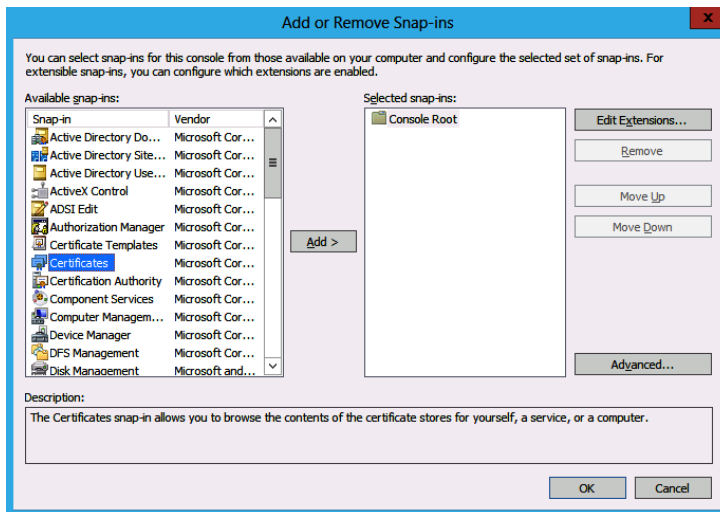 Add or Remove Snap-ins
x
You can select snap-ins for this console from those available on your computer and configure the selected set of snap-ins. For
extensible snap-ins, you can configure which extensions are enabled.
Available snap-ins:
Snap-in Vendor
Active Directory Do... Microsoft Cor...
Active Directory Site... Microsoft Cor...
Active Directory Use... Microsoft Cor...
ActiveX Control Microsoft Cor...
ADSI Edit Microsoft Cor...
Authorization Manager Microsoft Cor...
Certificate Templates Microsoft Cor...
Certificates Microsoft Cor...
Certification Authority Microsoft Cor...
Component Services Microsoft Cor...
Computer Managem... Microsoft Cor...
Device Manager Microsoft Cor...
DFS Management Microsoft Cor...
Disk Management Microsoft and...
Add >
Selected snap-ins:
Console Root
Edit Extensions...
Remove
Move Up
Move Down
Advanced...
Description:
The Certificates snap-in allows you to browse the contents of the certificate stores for yourself, a service, or a computer.
OK
Cancel